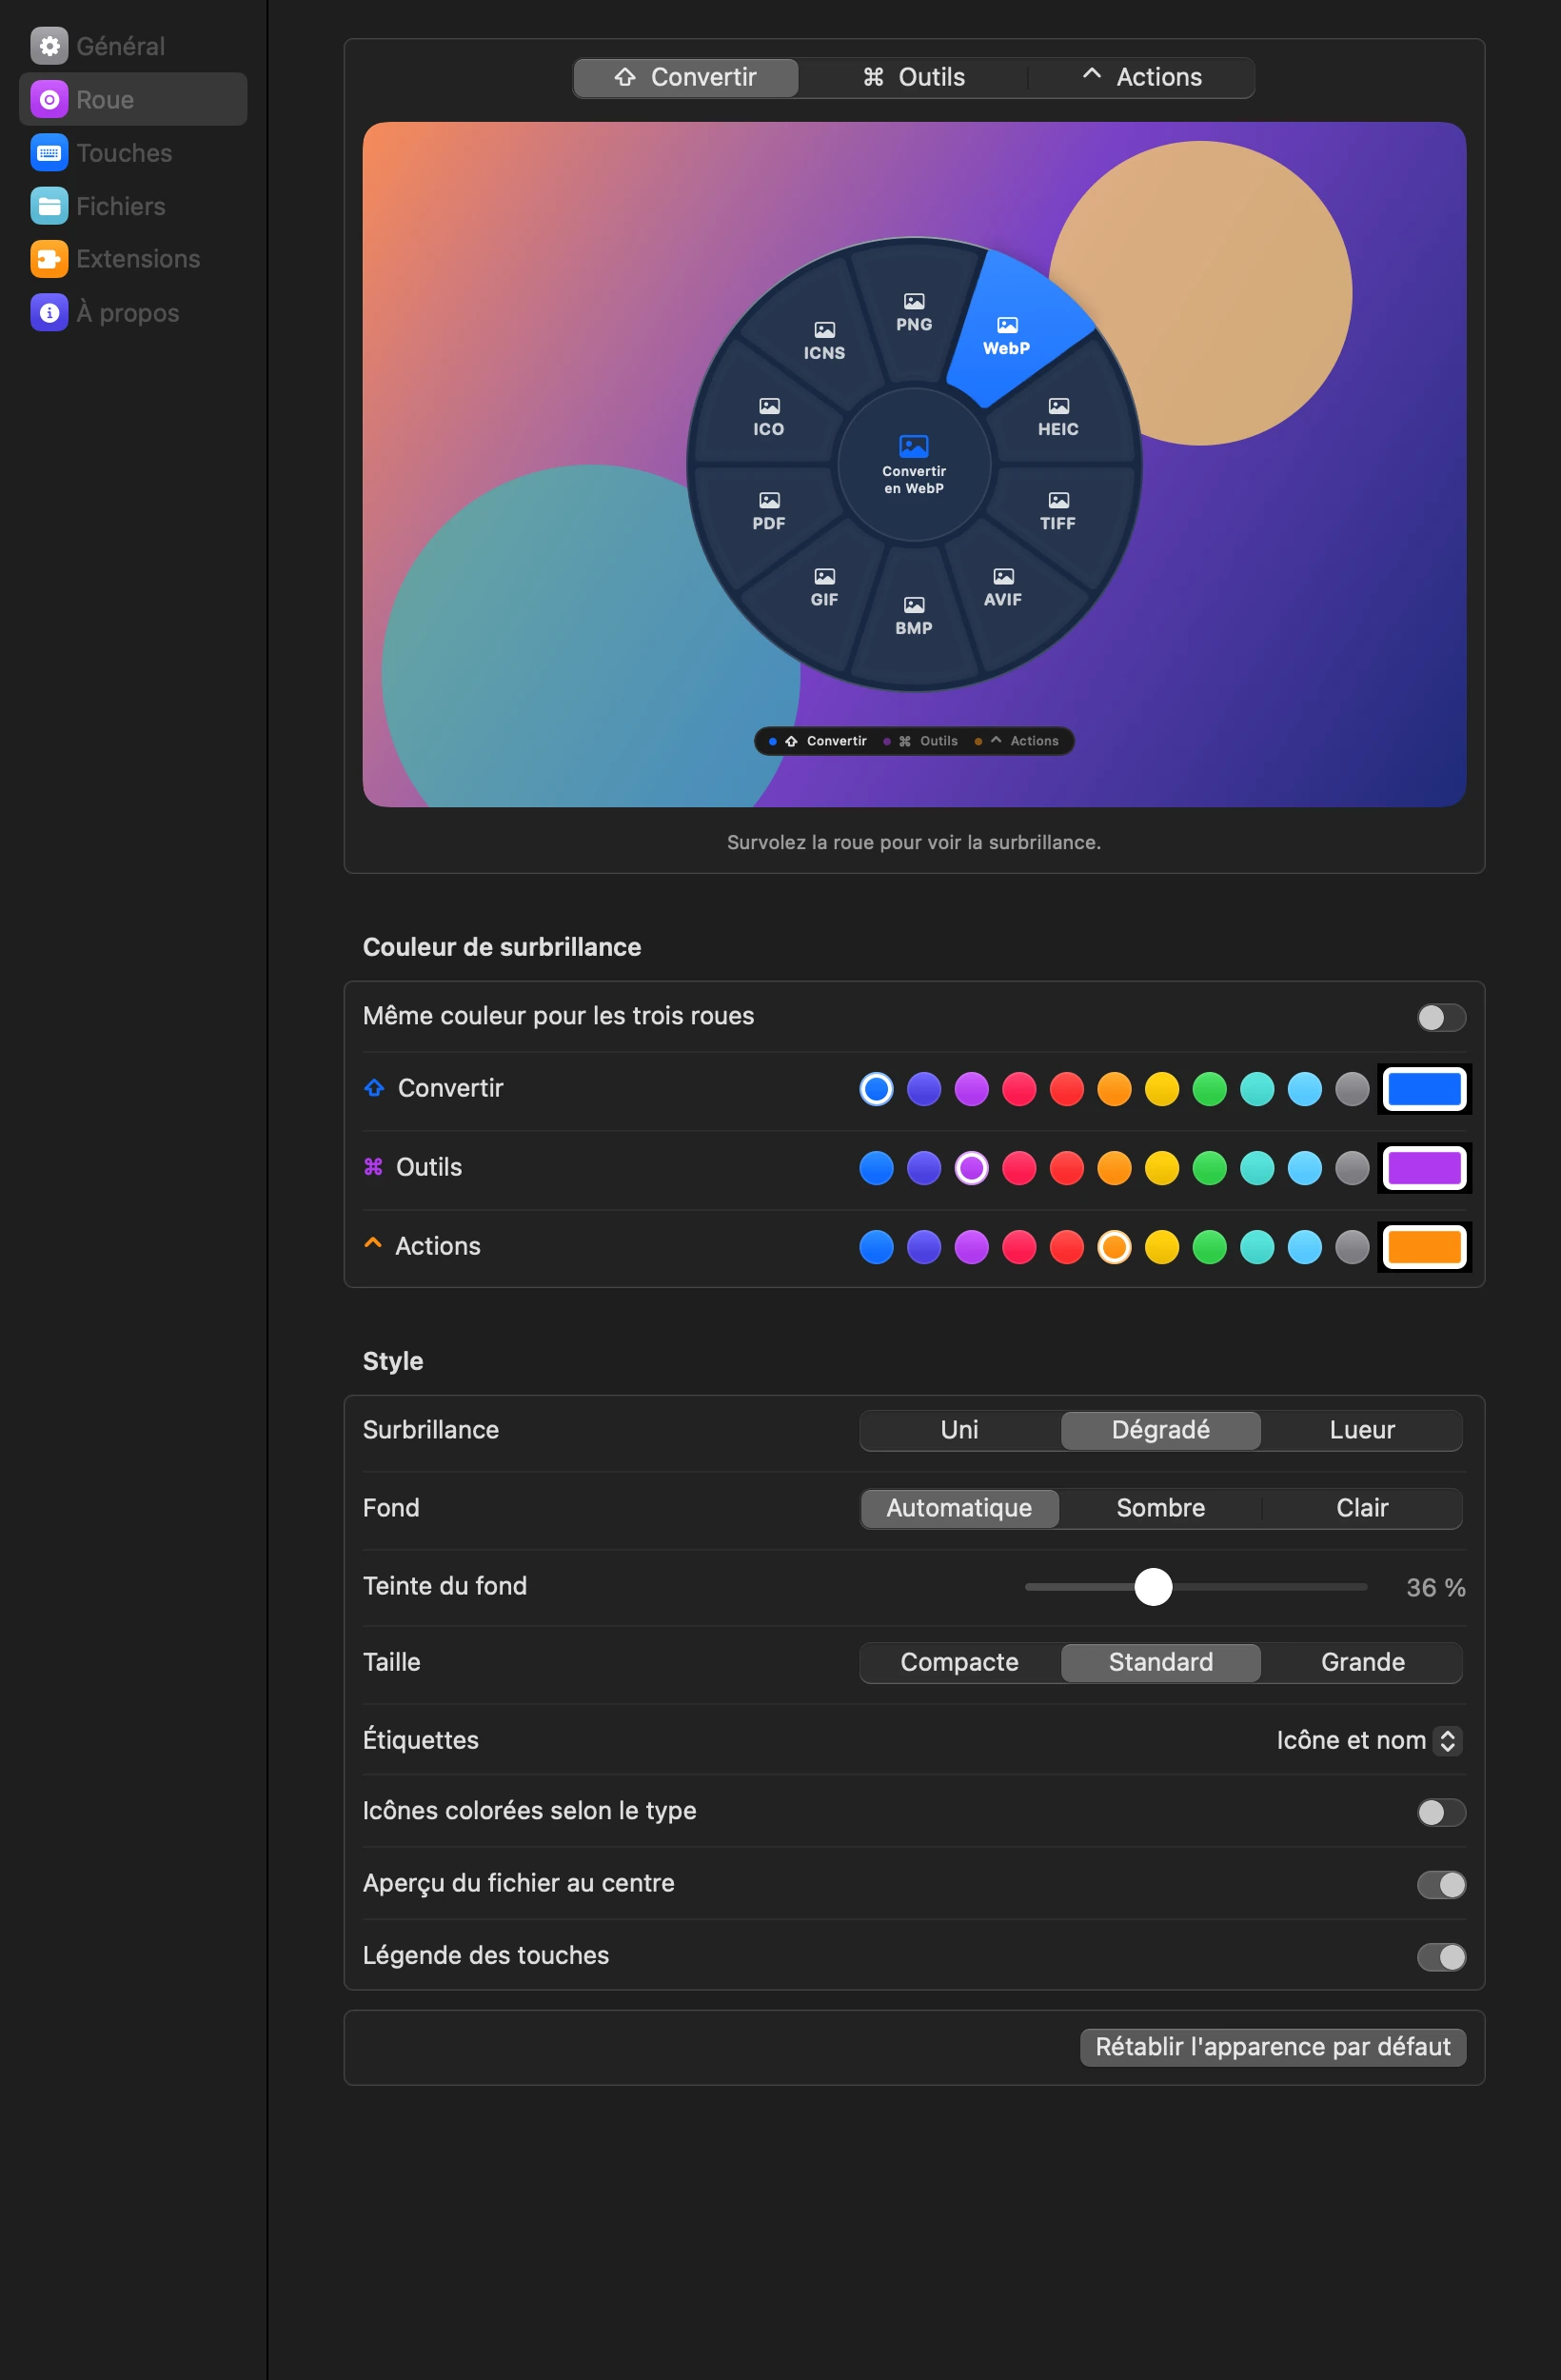 Général
Roue
Touches
Fichiers
Extensions
À propos
Convertir
⌘ Outils
Actions
PNG
WebP
ICNS
HEIC
ICO
Convertir
en WebP
PDF
TIFF
GIF
AVIF
BMP
Convertir ⌘ Outils Actions
Survolez la roue pour voir la surbrillance.
Couleur de surbrillance
Même couleur pour les trois roues
Convertir
⌘ Outils
Actions
Style
Surbrillance
Uni
Dégradé
Lueur
Fond
Automatique
Sombre
Clair
Teinte du fond
36 %
Taille
Compacte
Standard
Grande
Étiquettes
Icône et nom
Icônes colorées selon le type
Aperçu du fichier au centre
Légende des touches
Rétablir l'apparence par défaut